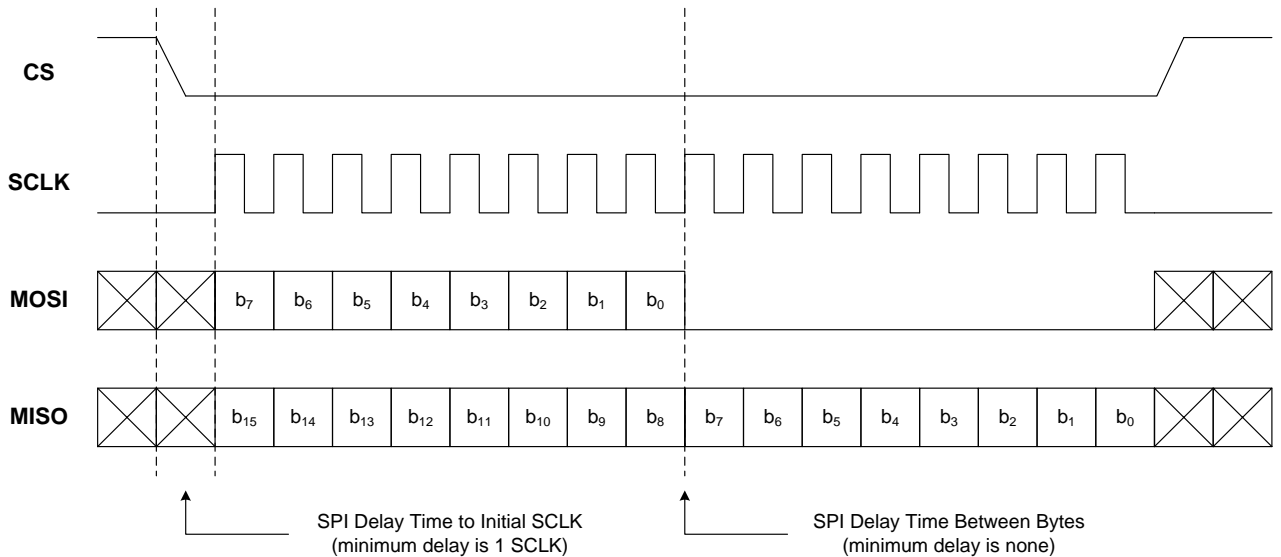 CS
SCLK
MOSI b₇ b₆ b₅ b₄ b₃ b₂ b₁ b₀
MISO b₁₅ b₁₄ b₁₃ b₁₂ b₁₁ b₁₀ b₉ b₈ b₇ b₆ b₅ b₄ b₃ b₂ b₁ b₀
SPI Delay Time to Initial SCLK
(minimum delay is 1 SCLK)
SPI Delay Time Between Bytes
(minimum delay is none)